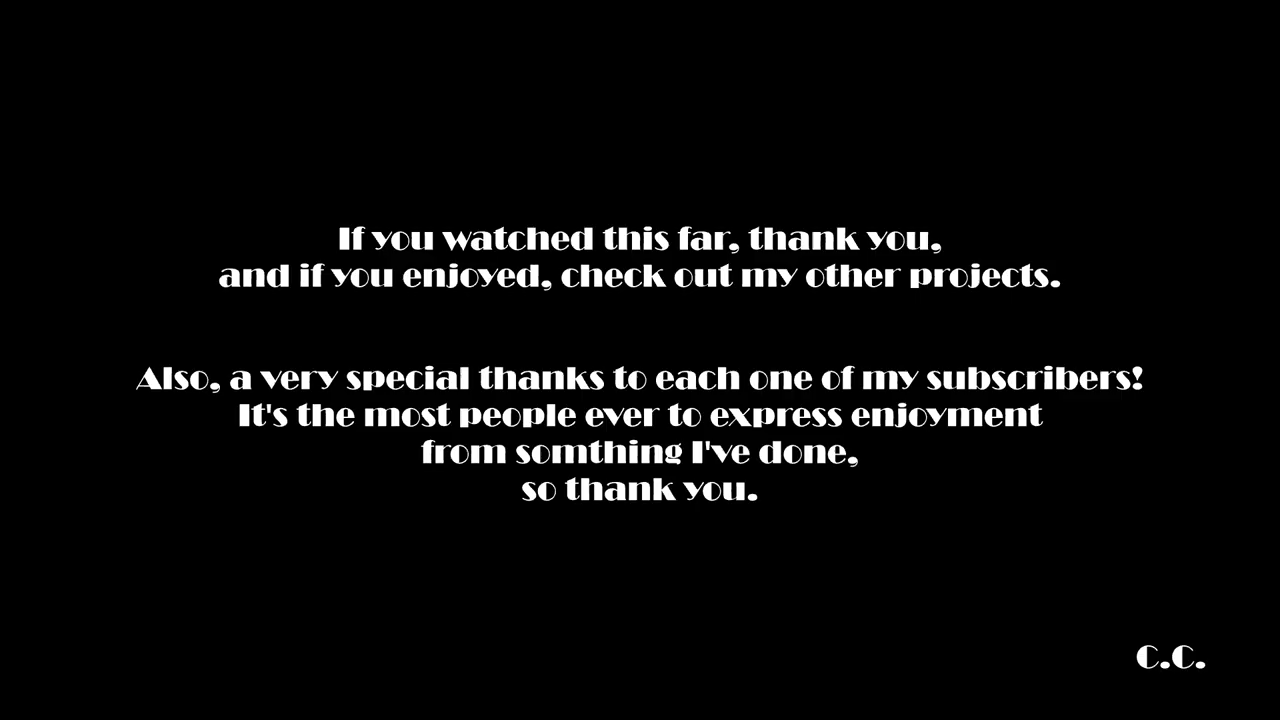 If you watched this far, thank you,
and if you enjoyed, check out my other projects.
Also, a very special thanks to each one of my subscribers!
It's the most people ever to express enjoyment
from somthing I've done,
so thank you.
C.C.